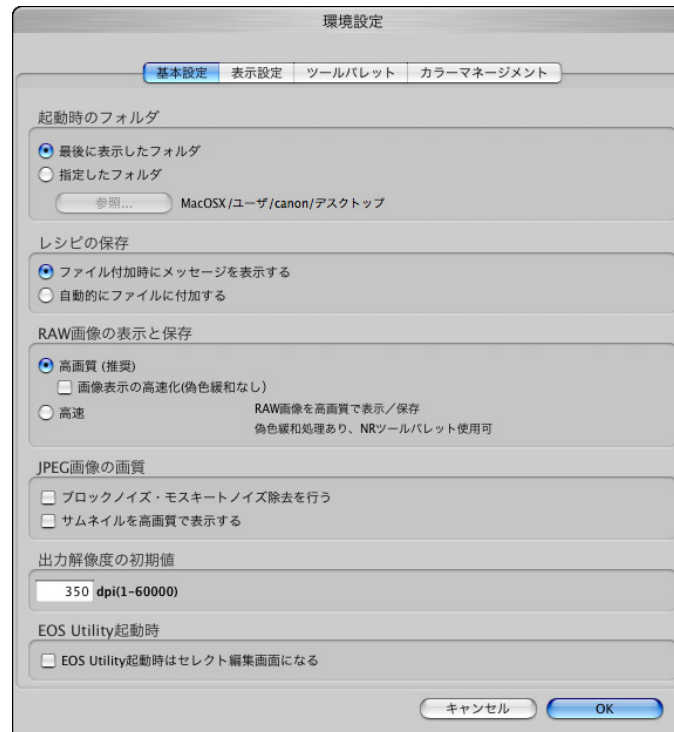 環境設定
基本設定 表示設定 ツールパレット カラーマネージメント
起動時のフォルダ
最後に表示したフォルダ
指定したフォルダ
参照... MacOSX/ユーザ/canon/デスクトップ
レシピの保存
ファイル付加時にメッセージを表示する
自動的にファイルに付加する
RAW画像の表示と保存
高画質 (推奨)
画像表示の高速化(偽色緩和なし)
高速 RAW画像を高画質で表示/保存
偽色緩和処理あり、NRツールパレット使用可
JPEG画像の画質
ブロックノイズ・モスキートノイズ除去を行う
サムネイルを高画質で表示する
出力解像度の初期値
350 dpi(1-60000)
EOS Utility起動時
EOS Utility起動時はセレクト編集画面になる
キャンセル OK